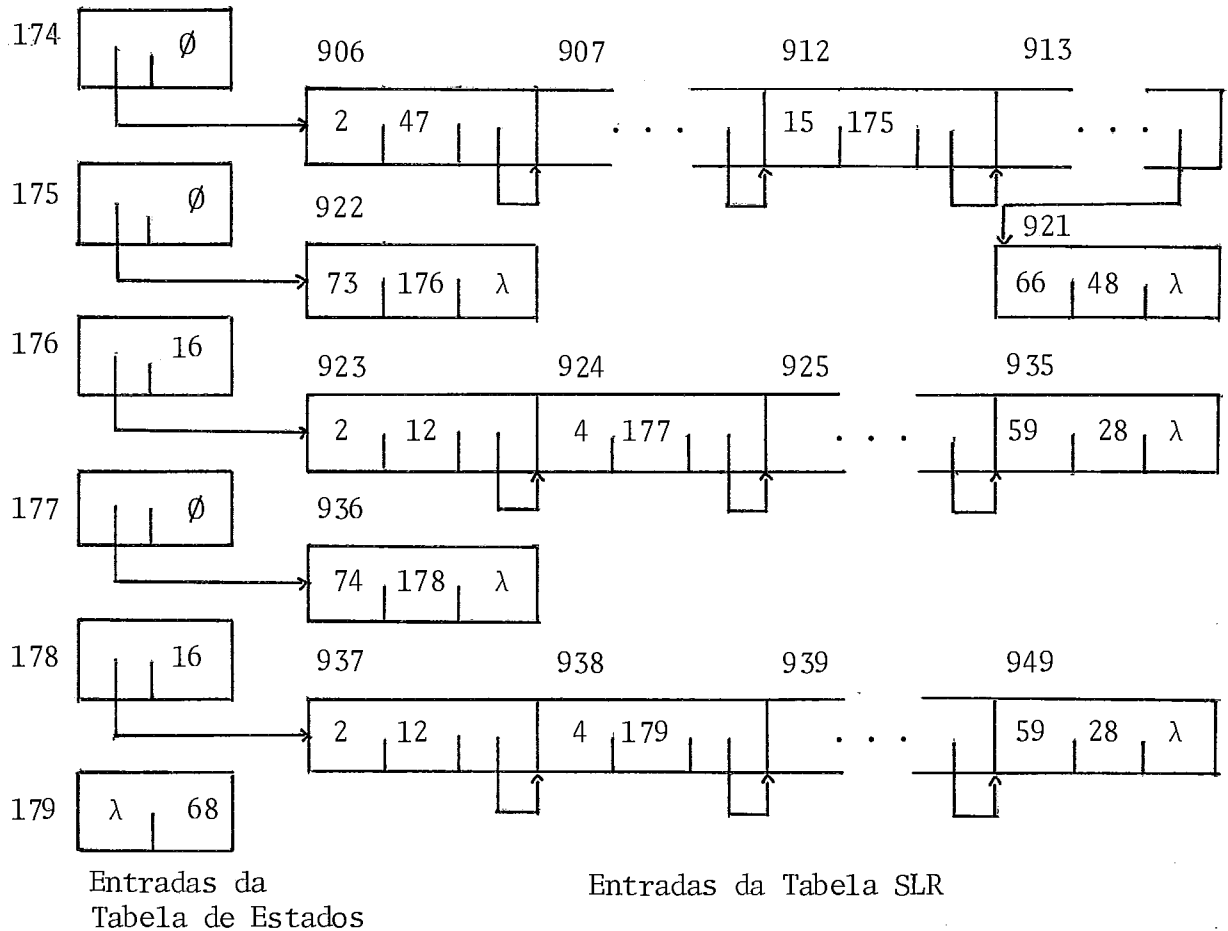 174 Ø 906 907 912 913
2 47 . . . 15 175 . . .
175 Ø 922 921
73 176 λ 66 48 λ
176 16 923 924 925 935
2 12 4 177 . . . 59 28 λ
177 Ø 936
74 178 λ
178 16 937 938 939 949
2 12 4 179 . . . 59 28 λ
179 λ 68
Entradas da Entradas da Tabela SLR
Tabela de Estados